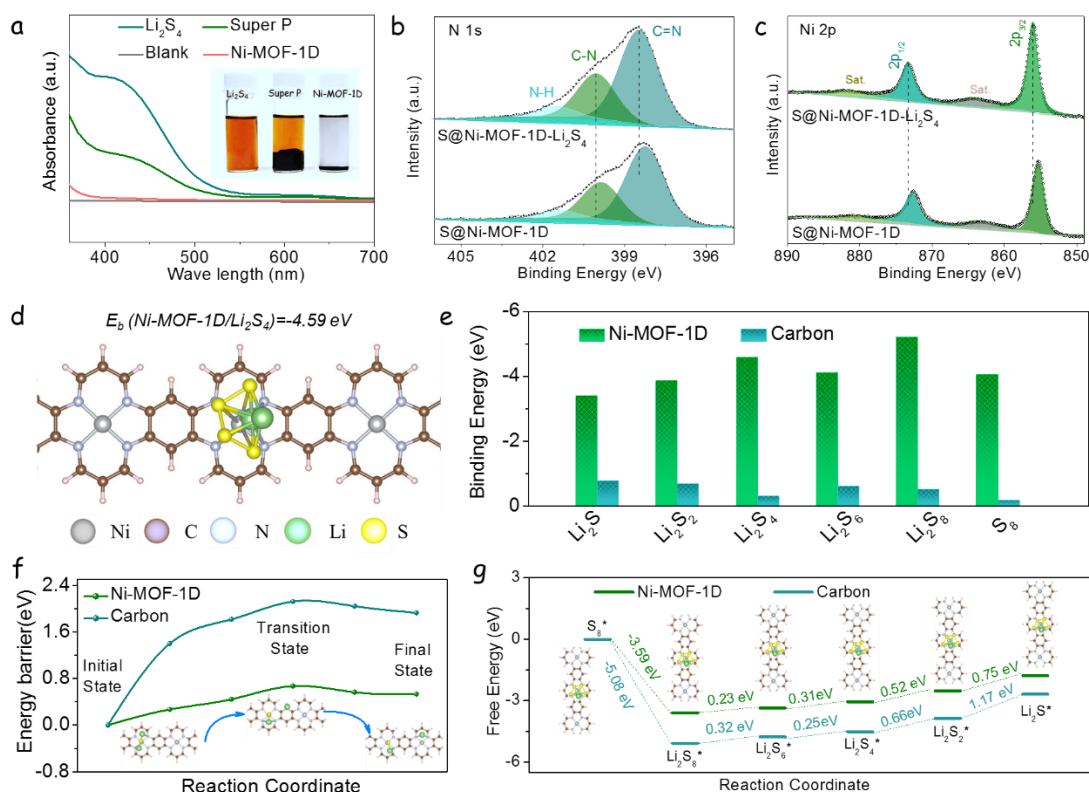 a
Li₂S₄
Super P
Blank
Ni-MOF-1D
Li₂S₄
Super P
Ni-MOF-1D
Absorbance (a.u.)
400
500
600
700
Wave length (nm)
b
N 1s
C=N
C-N
N-H
S@Ni-MOF-1D-Li₂S₄
S@Ni-MOF-1D
Intensity (a.u.)
405
402
399
396
Binding Energy (eV)
c
Ni 2p
2p₃/₂
2p₁/₂
Sat.
Sat.
S@Ni-MOF-1D-Li₂S₄
S@Ni-MOF-1D
Intensity (a.u.)
890
880
870
860
850
Binding Energy (eV)
d
E_b (Ni-MOF-1D/Li₂S₄)=-4.59 eV
Ni
C
N
Li
S
e
Ni-MOF-1D
Carbon
Binding Energy (eV)
-6
-4
-2
0
Li₂S
Li₂S₂
Li₂S₄
Li₂S₆
Li₂S₈
S₈
f
Ni-MOF-1D
Carbon
Energy barrier(eV)
2.4
1.6
0.8
0.0
-0.8
Initial
State
Transition
State
Final
State
Reaction Coordinate
g
Ni-MOF-1D
Carbon
Free Energy (eV)
3
0
-3
-6
S₈*
-3.59 eV
-5.08 eV
0.23 eV
0.31eV
0.52 eV
0.75 eV
0.32 eV
0.25eV
0.66eV
1.17 eV
Li₂S₈*
Li₂S₆*
Li₂S₄*
Li₂S₂*
Li₂S*
Reaction Coordinate